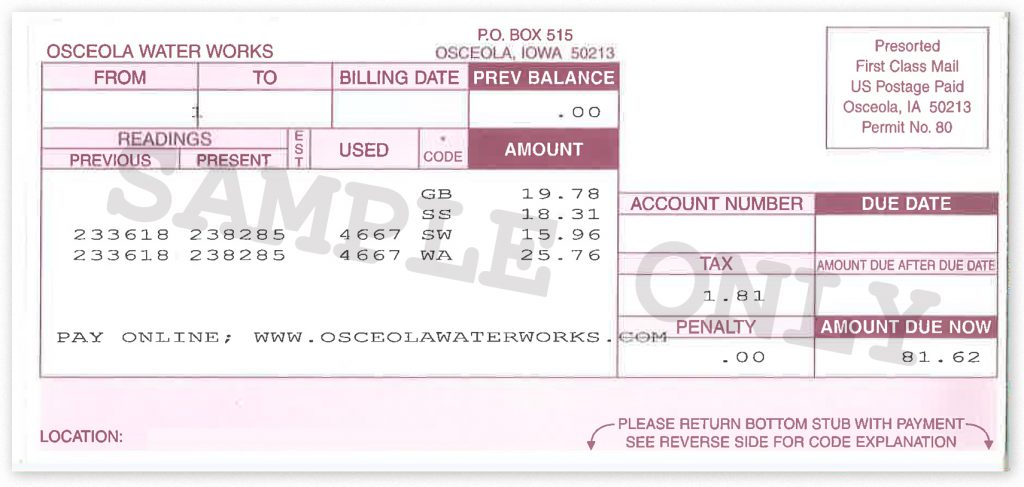 OSCEOLA WATER WORKS
P.O. BOX 515
OSCEOLA, IOWA 50213
Presorted
First Class Mail
US Postage Paid
Osceola, IA 50213
Permit No. 80
FROM TO BILLING DATE PREV BALANCE
1 .00
READINGS EST USED * CODE AMOUNT
PREVIOUS PRESENT
GB 19.78
SS 18.31
233618 238285 4667 SW 15.96
233618 238285 4667 WA 25.76
PAY ONLINE; WWW.OSCEOLAWATERWORKS.COM
ACCOUNT NUMBER DUE DATE
TAX AMOUNT DUE AFTER DUE DATE
1.81
PENALTY AMOUNT DUE NOW
.00 81.62
SAMPLE ONLY
LOCATION:
PLEASE RETURN BOTTOM STUB WITH PAYMENT
SEE REVERSE SIDE FOR CODE EXPLANATION